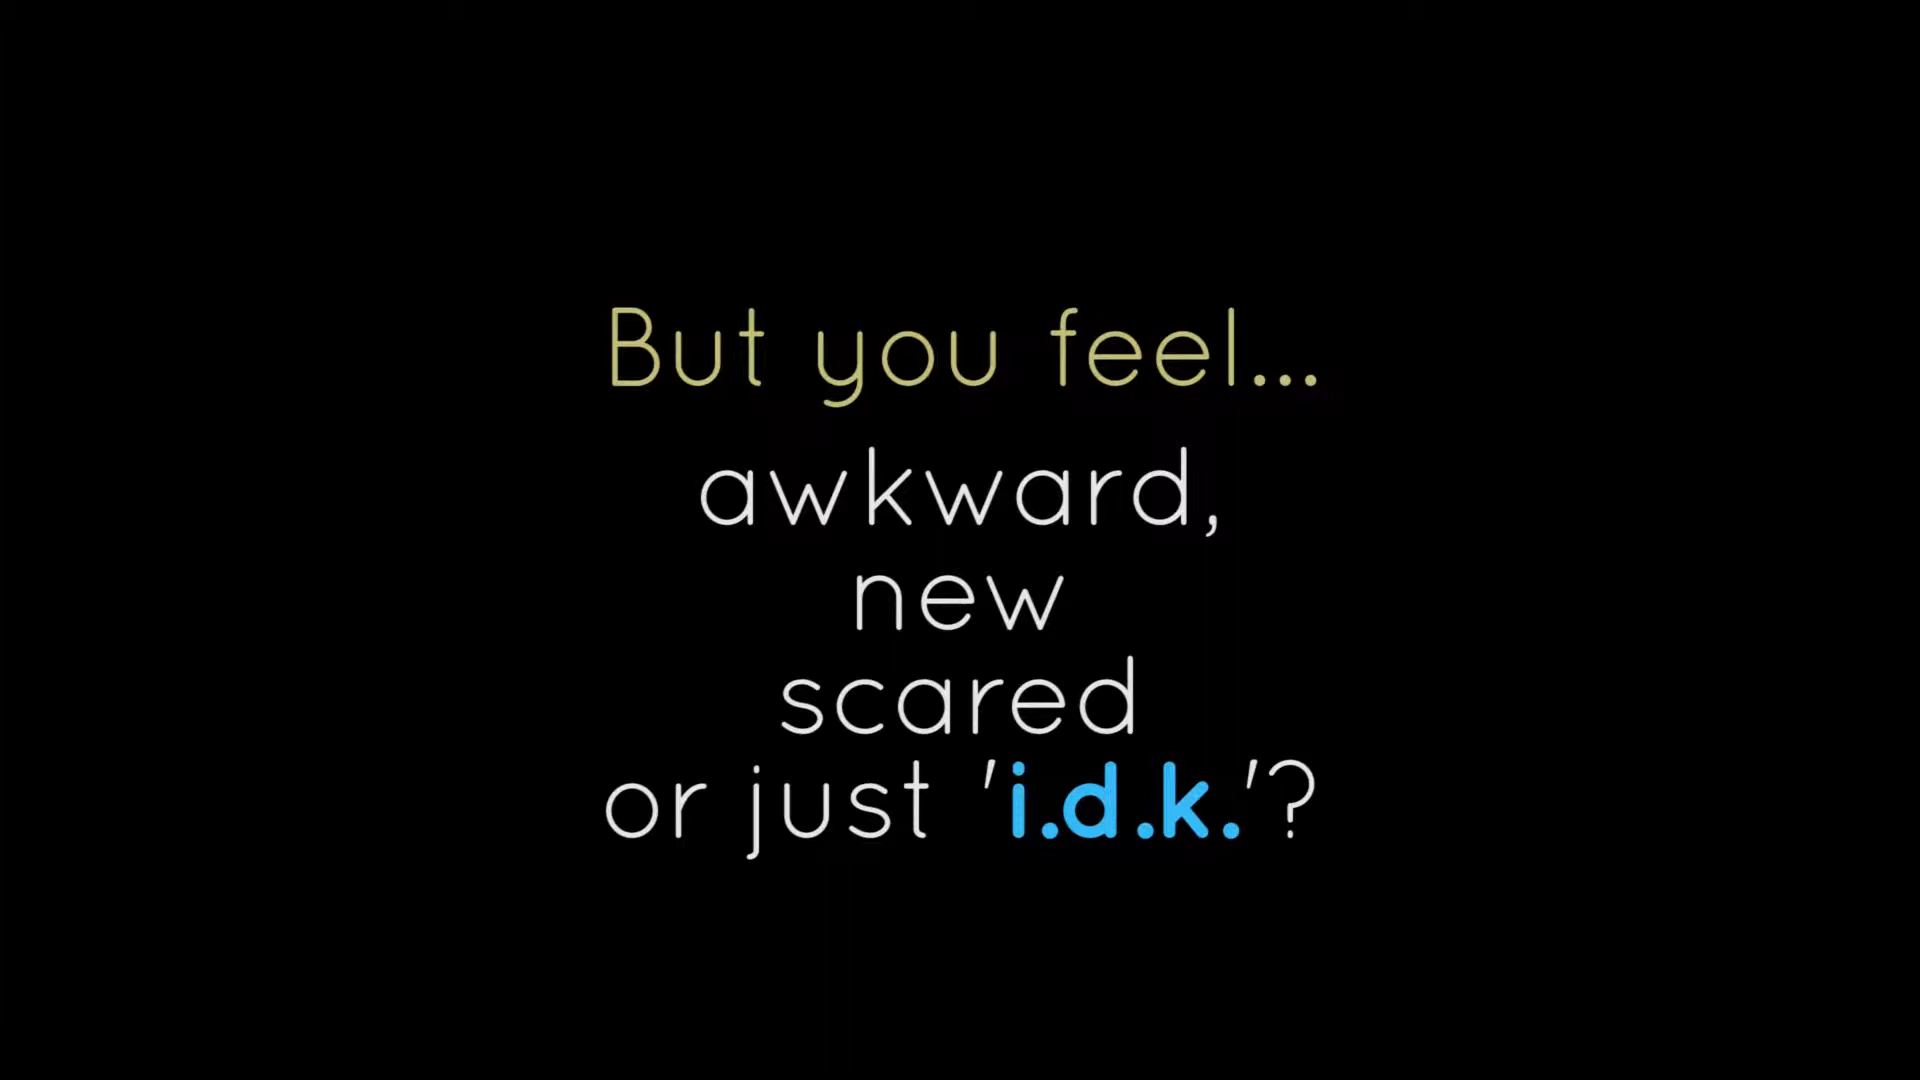 But you feel...
awkward,
new
scared
or just 'i.d.k.'?